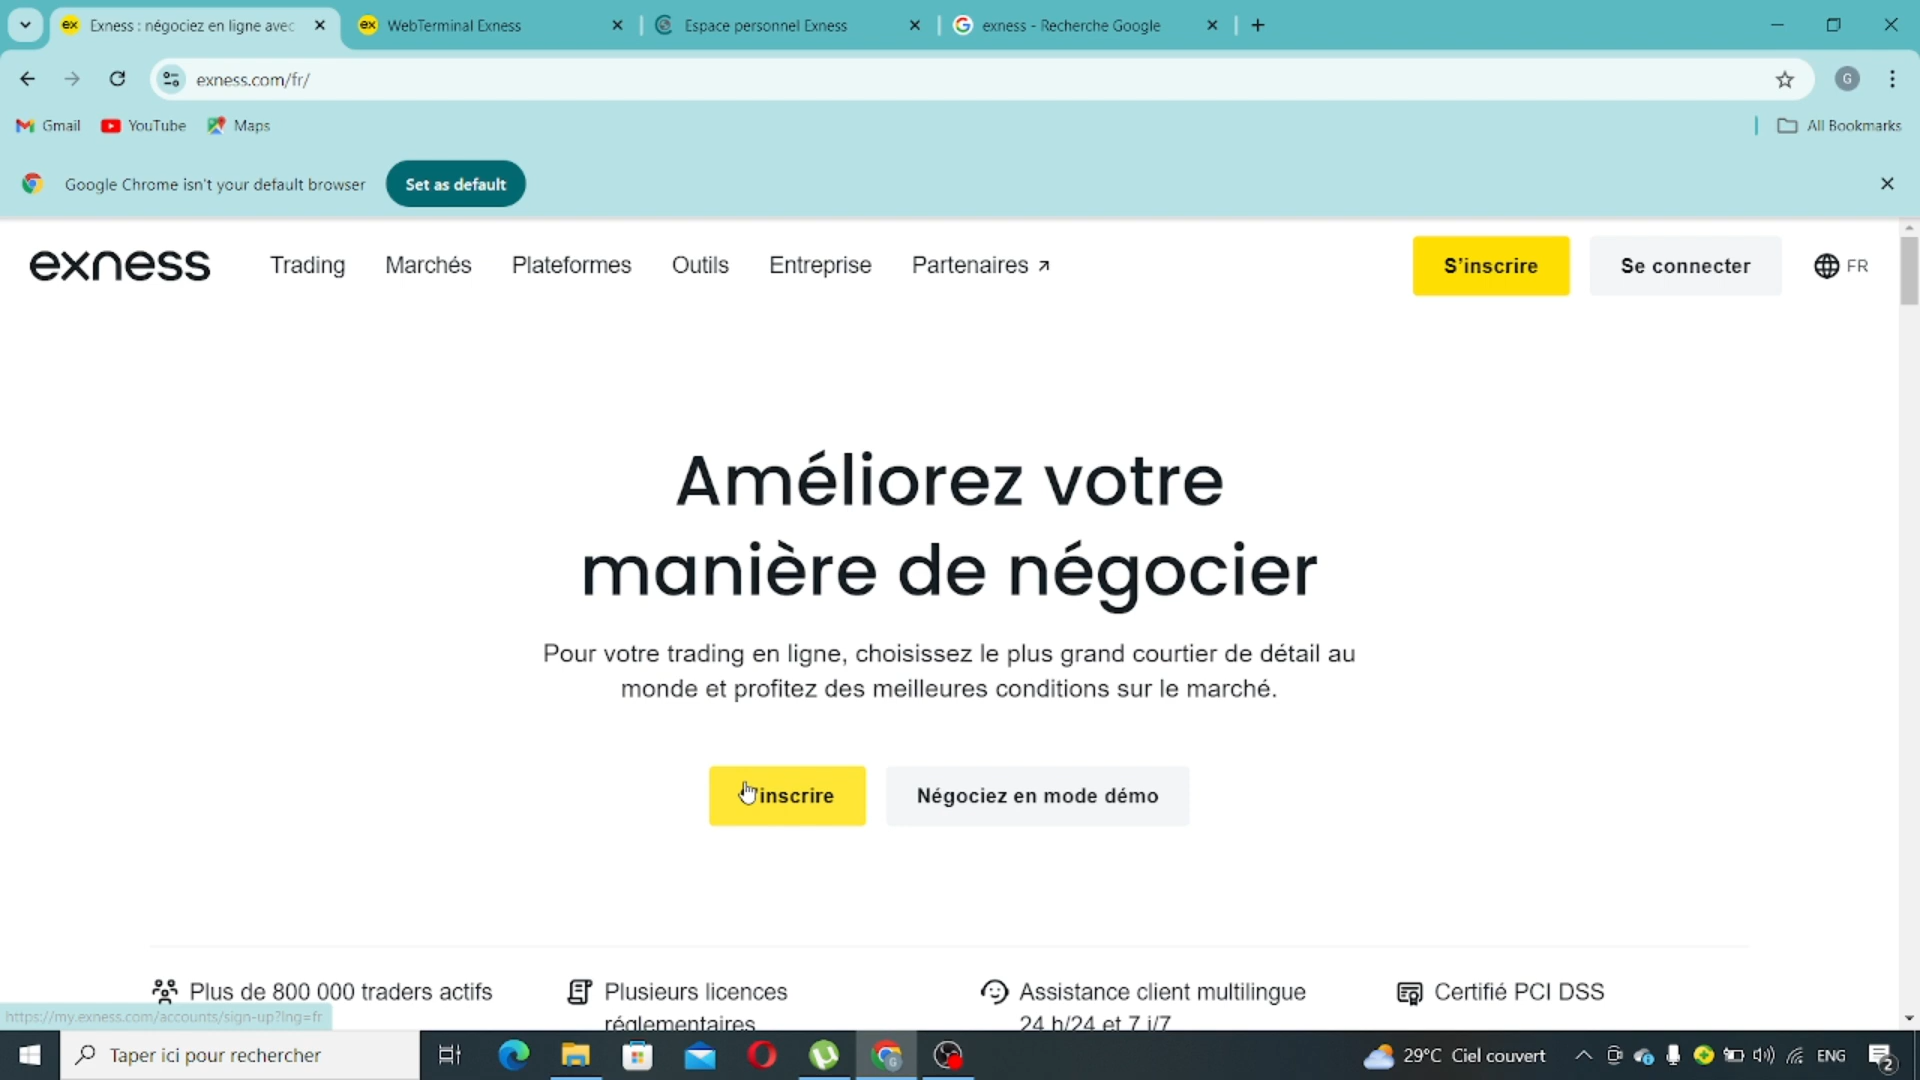 Exness : négociez en ligne avec
WebTerminal Exness
Espace personnel Exness
exness - Recherche Google
exness.com/fr/
G
Gmail
YouTube
Maps
All Bookmarks
Google Chrome isn't your default browser
Set as default
exness
Trading
Marchés
Plateformes
Outils
Entreprise
Partenaires
S'inscrire
Se connecter
FR
Améliorez votre
manière de négocier
Pour votre trading en ligne, choisissez le plus grand courtier de détail au
monde et profitez des meilleures conditions sur le marché.
inscrire
Négociez en mode démo
Plus de 800 000 traders actifs
Plusieurs licences
réglementaires
Assistance client multilingue
24 h/24 et 7 j/7
Certifié PCI DSS
https://my.exness.com/accounts/sign-up?lng=fr
Taper ici pour rechercher
29°C Ciel couvert
ENG
2